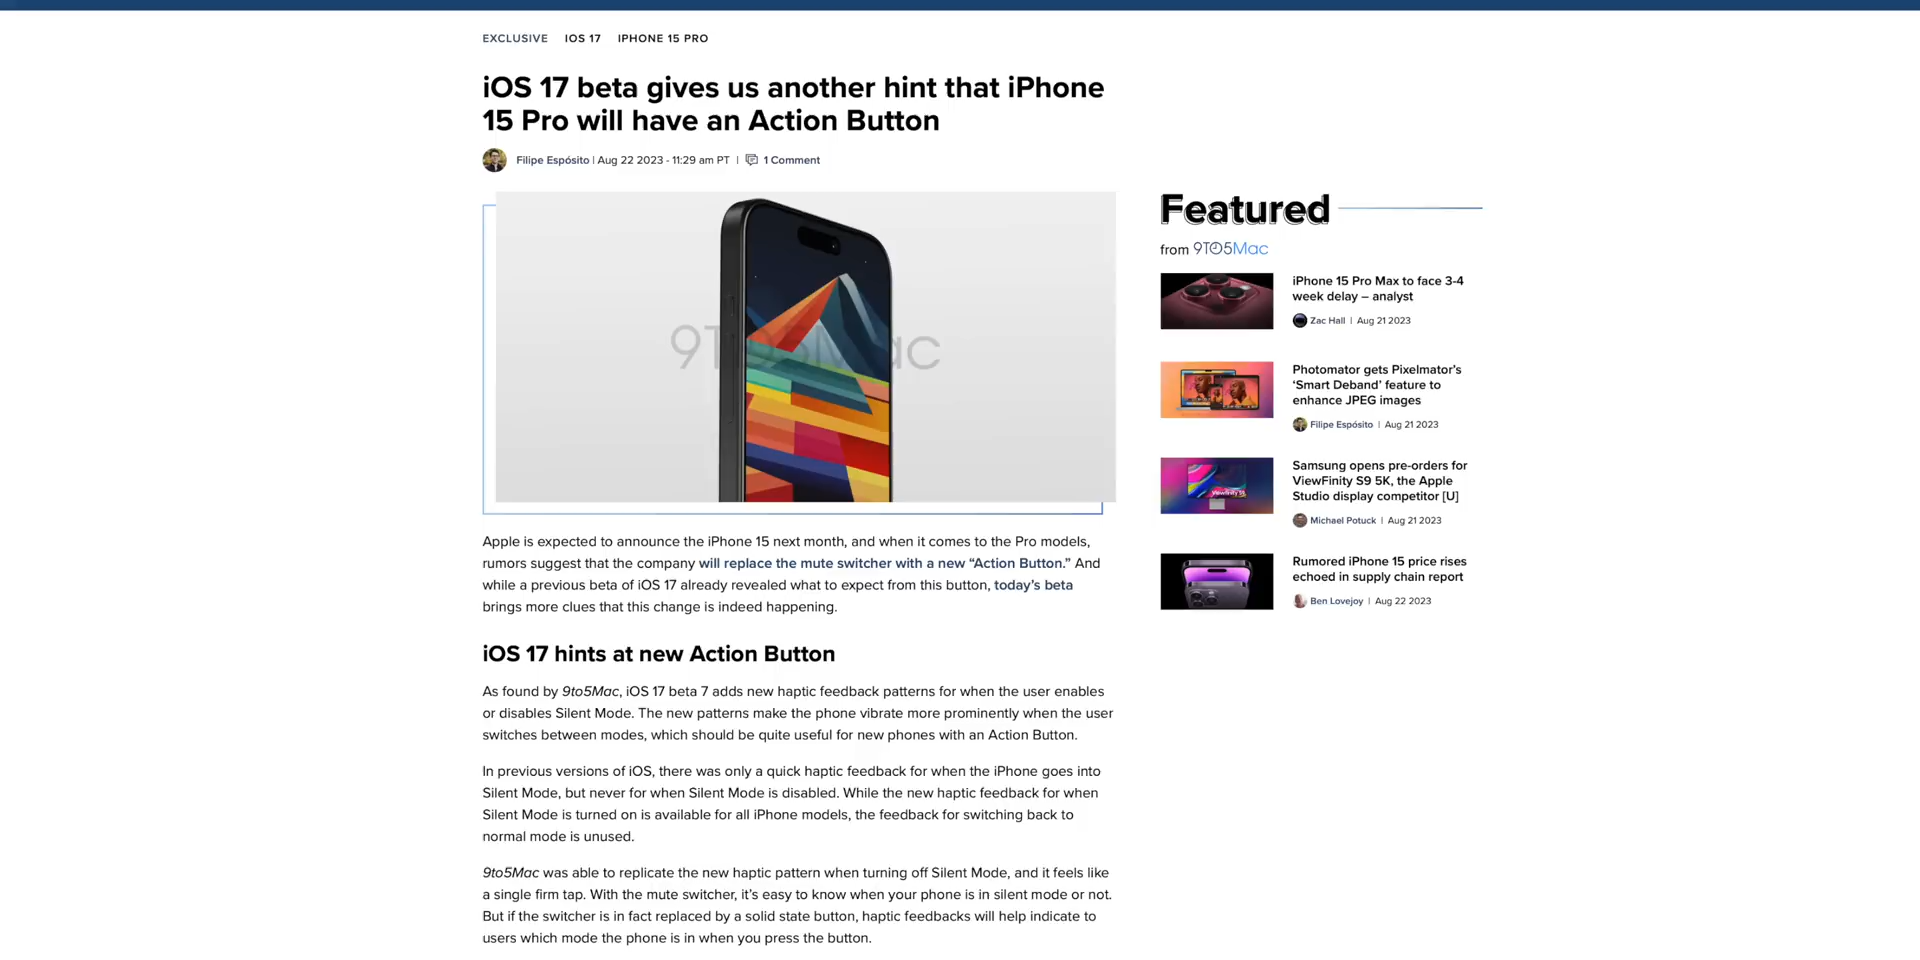 EXCLUSIVE IOS 17 IPHONE 15 PRO
iOS 17 beta gives us another hint that iPhone
15 Pro will have an Action Button
Filipe Espósito | Aug 22 2023 - 11:29 am PT | 1 Comment
9TO5Mac
Apple is expected to announce the iPhone 15 next month, and when it comes to the Pro models,
rumors suggest that the company will replace the mute switcher with a new “Action Button.” And
while a previous beta of iOS 17 already revealed what to expect from this button, today’s beta
brings more clues that this change is indeed happening.
iOS 17 hints at new Action Button
As found by 9to5Mac, iOS 17 beta 7 adds new haptic feedback patterns for when the user enables
or disables Silent Mode. The new patterns make the phone vibrate more prominently when the user
switches between modes, which should be quite useful for new phones with an Action Button.
In previous versions of iOS, there was only a quick haptic feedback for when the iPhone goes into
Silent Mode, but never for when Silent Mode is disabled. While the new haptic feedback for when
Silent Mode is turned on is available for all iPhone models, the feedback for switching back to
normal mode is unused.
9to5Mac was able to replicate the new haptic pattern when turning off Silent Mode, and it feels like
a single firm tap. With the mute switcher, it’s easy to know when your phone is in silent mode or not.
But if the switcher is in fact replaced by a solid state button, haptic feedbacks will help indicate to
users which mode the phone is in when you press the button.
Featured
from 9TO5Mac
iPhone 15 Pro Max to face 3-4
week delay – analyst
Zac Hall | Aug 21 2023
Photomator gets Pixelmator’s
‘Smart Deband’ feature to
enhance JPEG images
Filipe Espósito | Aug 21 2023
Viewfinity S9
Samsung opens pre-orders for
ViewFinity S9 5K, the Apple
Studio display competitor [U]
Michael Potuck | Aug 21 2023
Rumored iPhone 15 price rises
echoed in supply chain report
Ben Lovejoy | Aug 22 2023